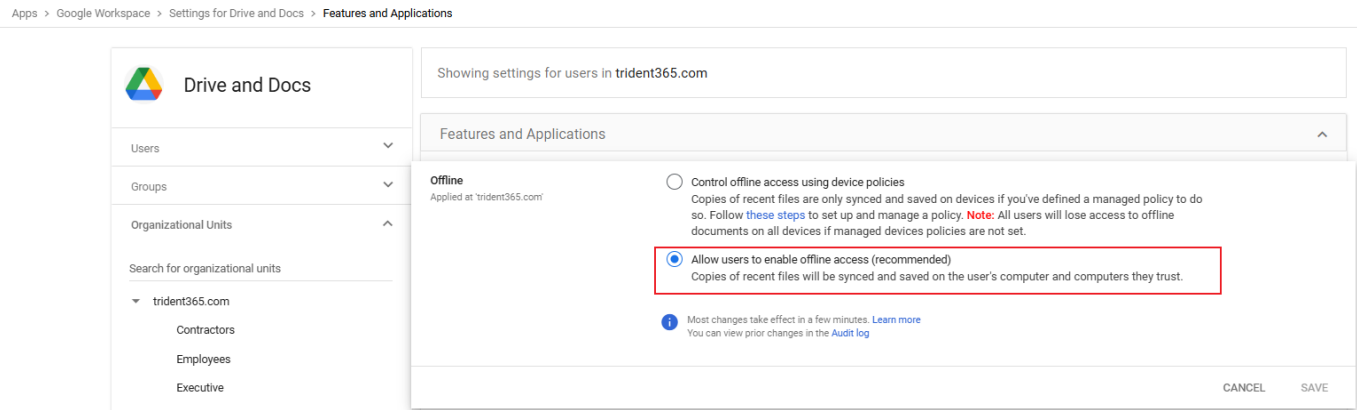 Apps > Google Workspace > Settings for Drive and Docs > Features and Applications
Drive and Docs
Users
Groups
Organizational Units
Search for organizational units
trident365.com
Contractors
Employees
Executive
Showing settings for users in trident365.com
Features and Applications
Offline
Applied at 'trident365.com'
Control offline access using device policies
Copies of recent files are only synced and saved on devices if you've defined a managed policy to do
so. Follow these steps to set up and manage a policy. Note: All users will lose access to offline
documents on all devices if managed devices policies are not set.
Allow users to enable offline access (recommended)
Copies of recent files will be synced and saved on the user's computer and computers they trust.
Most changes take effect in a few minutes. Learn more
You can view prior changes in the Audit log
CANCEL
SAVE